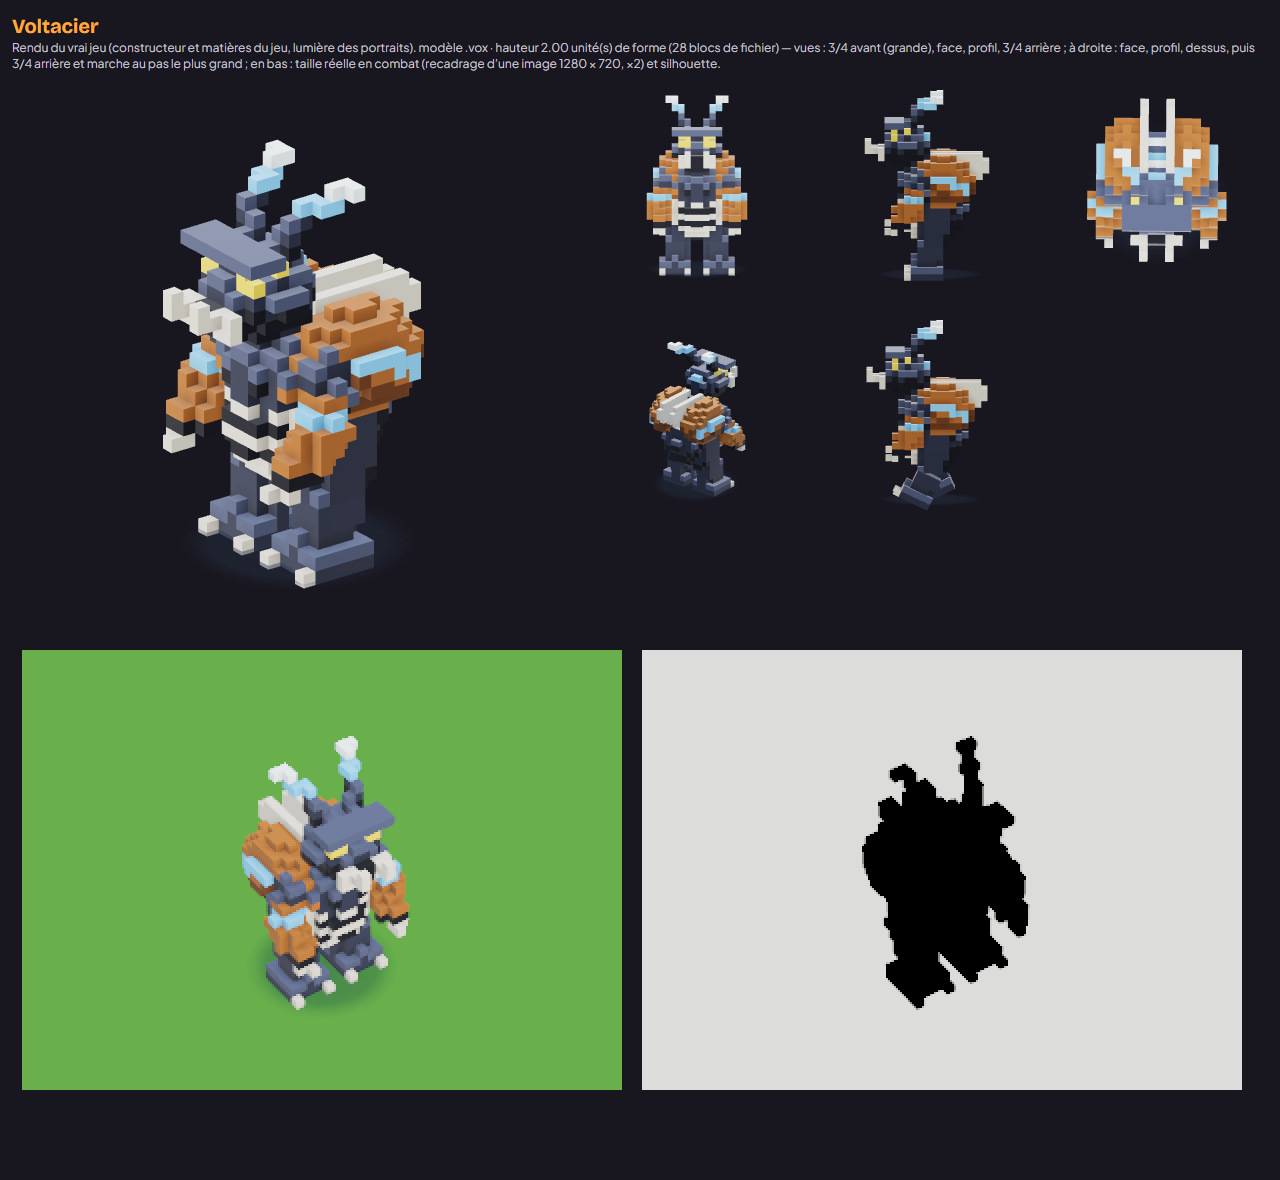 Voltacier
Rendu du vrai jeu (constructeur et matières du jeu, lumière des portraits). modèle .vox · hauteur 2.00 unité(s) de forme (28 blocs de fichier) — vues : 3/4 avant (grande), face, profil, 3/4 arrière ; à droite : face, profil, dessus, puis
3/4 arrière et marche au pas le plus grand ; en bas : taille réelle en combat (recadrage d'une image 1280 × 720, ×2) et silhouette.